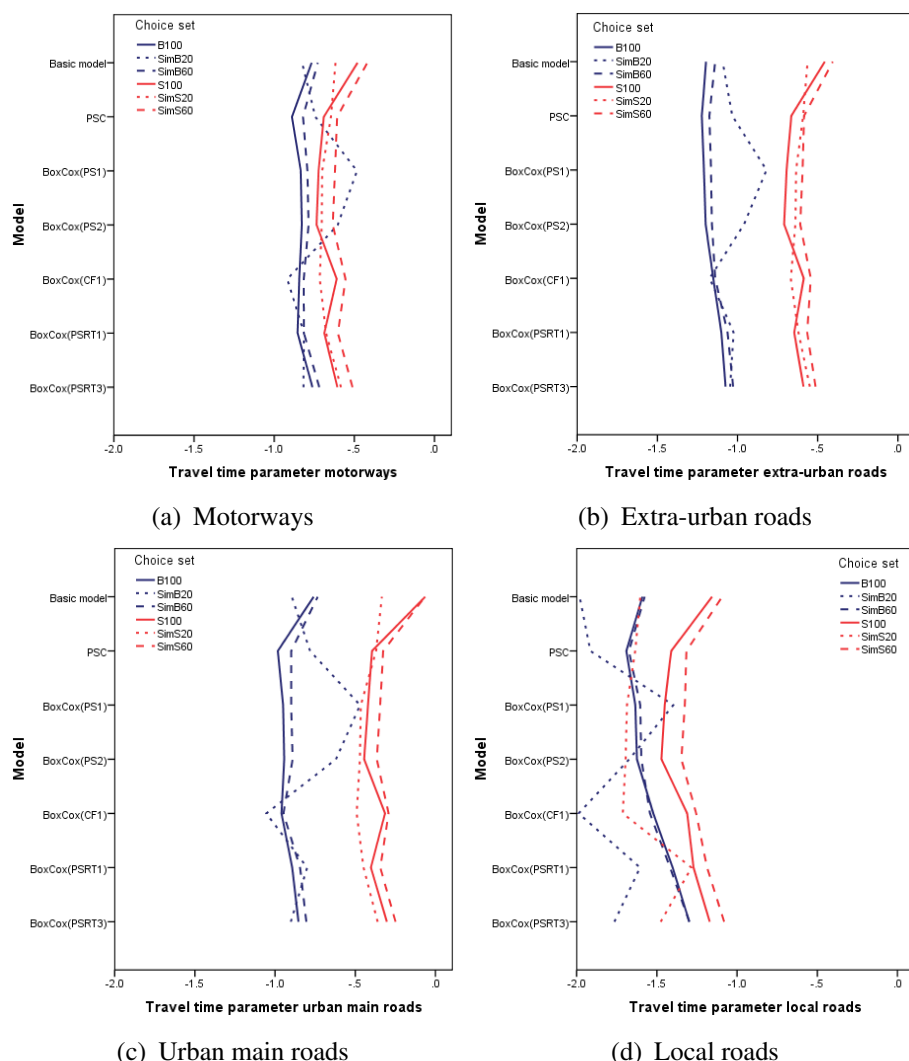 Choice set
B100
SimB20
SimB60
S100
SimS20
SimS60
Basic model
PSC
BoxCox(PS1)
BoxCox(PS2)
BoxCox(CF1)
BoxCox(PSRT1)
BoxCox(PSRT3)
Model
-2.0 -1.5 -1.0 -.5 .0
Travel time parameter motorways
(a) Motorways
Choice set
B100
SimB20
SimB60
S100
SimS20
SimS60
Basic model
PSC
BoxCox(PS1)
BoxCox(PS2)
BoxCox(CF1)
BoxCox(PSRT1)
BoxCox(PSRT3)
Model
-2.0 -1.5 -1.0 -.5 .0
Travel time parameter extra-urban roads
(b) Extra-urban roads
Choice set
B100
SimB20
SimB60
S100
SimS20
SimS60
Basic model
PSC
BoxCox(PS1)
BoxCox(PS2)
BoxCox(CF1)
BoxCox(PSRT1)
BoxCox(PSRT3)
Model
-2.0 -1.5 -1.0 -.5 .0
Travel time parameter urban main roads
(c) Urban main roads
Choice set
B100
SimB20
SimB60
S100
SimS20
SimS60
Basic model
PSC
BoxCox(PS1)
BoxCox(PS2)
BoxCox(CF1)
BoxCox(PSRT1)
BoxCox(PSRT3)
Model
-2.0 -1.5 -1.0 -.5 .0
Travel time parameter local roads
(d) Local roads